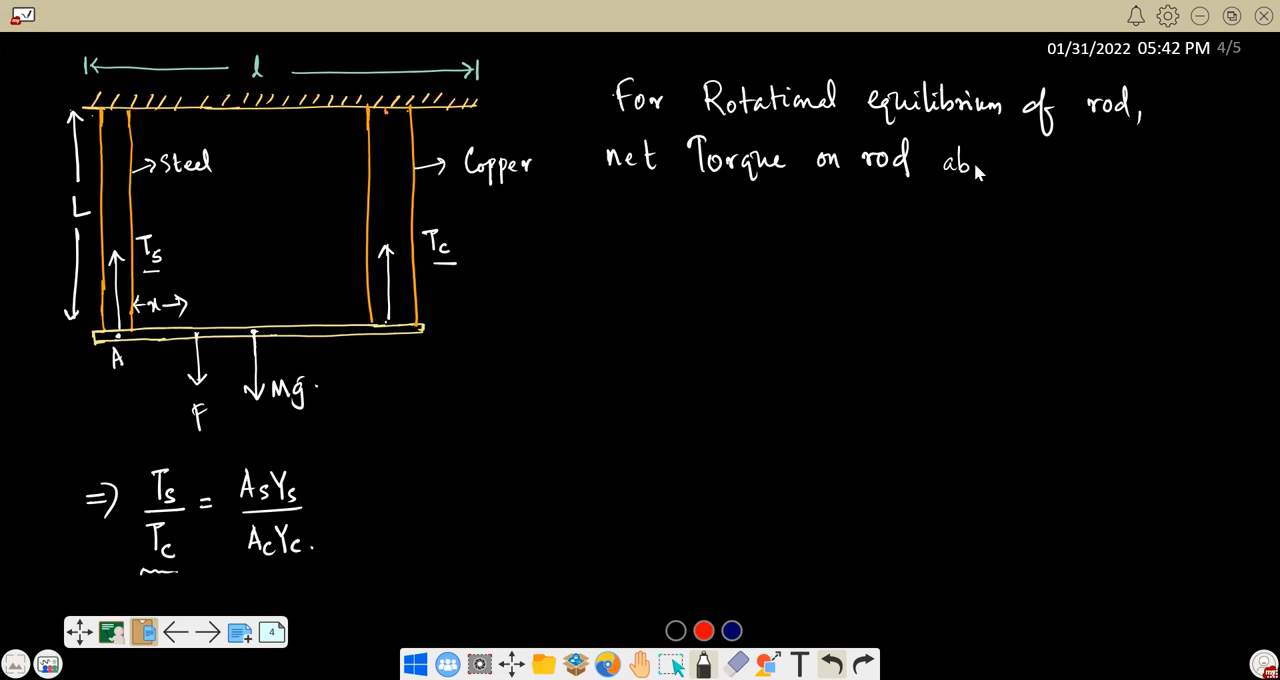 01/31/2022 05:42 PM 4/5
l
For Rotational equilibrium of rod,
net Torque on rod ab
Steel
Copper
L
Ts
Tc
x
A
F
Mg.
⇒ Ts/Tc = AsYs/AcYc.
4
T